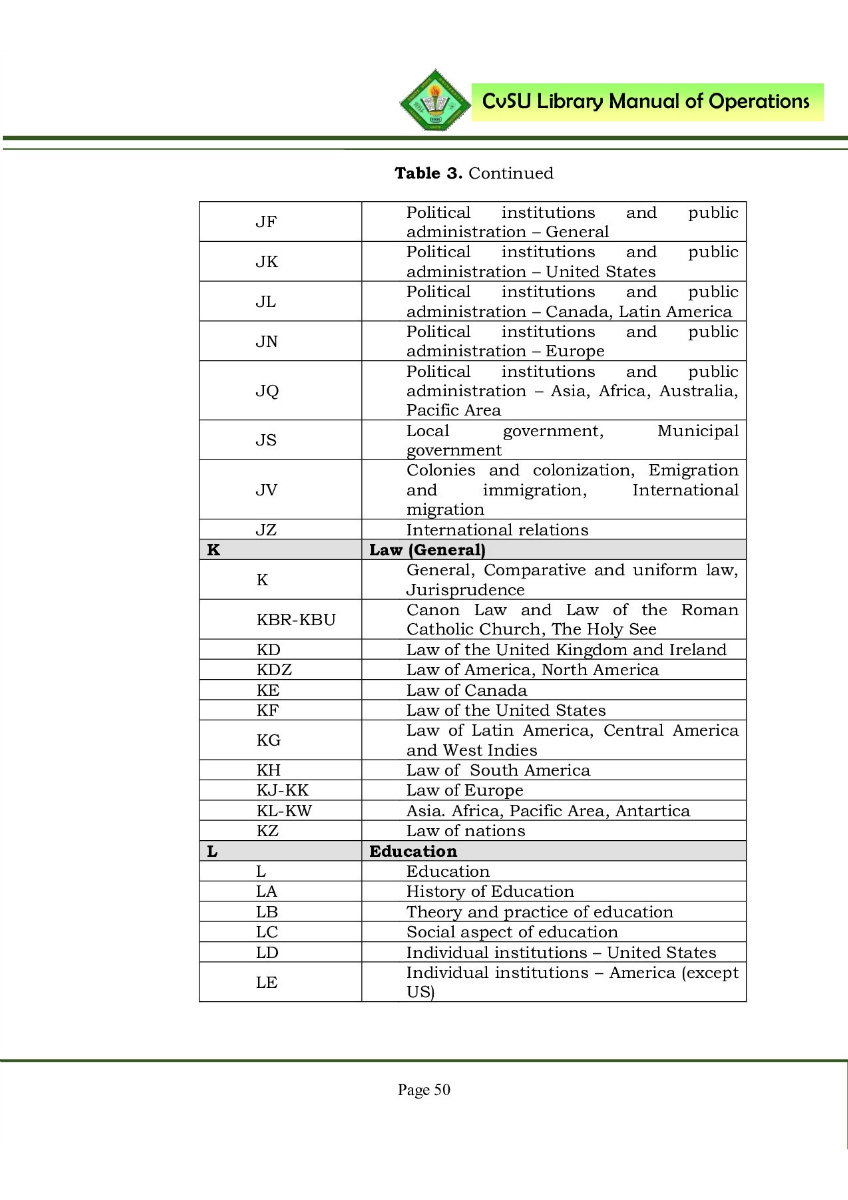 CvSU Library Manual of Operations
Table 3. Continued
JF
Political institutions and public
administration – General
JK
Political institutions and public
administration – United States
JL
Political institutions and public
administration – Canada, Latin America
JN
Political institutions and public
administration – Europe
JQ
Political institutions and public
administration – Asia, Africa, Australia,
Pacific Area
JS
Local government, Municipal
government
JV
Colonies and colonization, Emigration
and immigration, International
migration
JZ International relations
K Law (General)
K
General, Comparative and uniform law,
Jurisprudence
KBR-KBU
Canon Law and Law of the Roman
Catholic Church, The Holy See
KD Law of the United Kingdom and Ireland
KDZ Law of America, North America
KE Law of Canada
KF Law of the United States
KG
Law of Latin America, Central America
and West Indies
KH Law of South America
KJ-KK Law of Europe
KL-KW Asia. Africa, Pacific Area, Antartica
KZ Law of nations
L Education
L Education
LA History of Education
LB Theory and practice of education
LC Social aspect of education
LD Individual institutions – United States
LE
Individual institutions – America (except
US)
Page 50